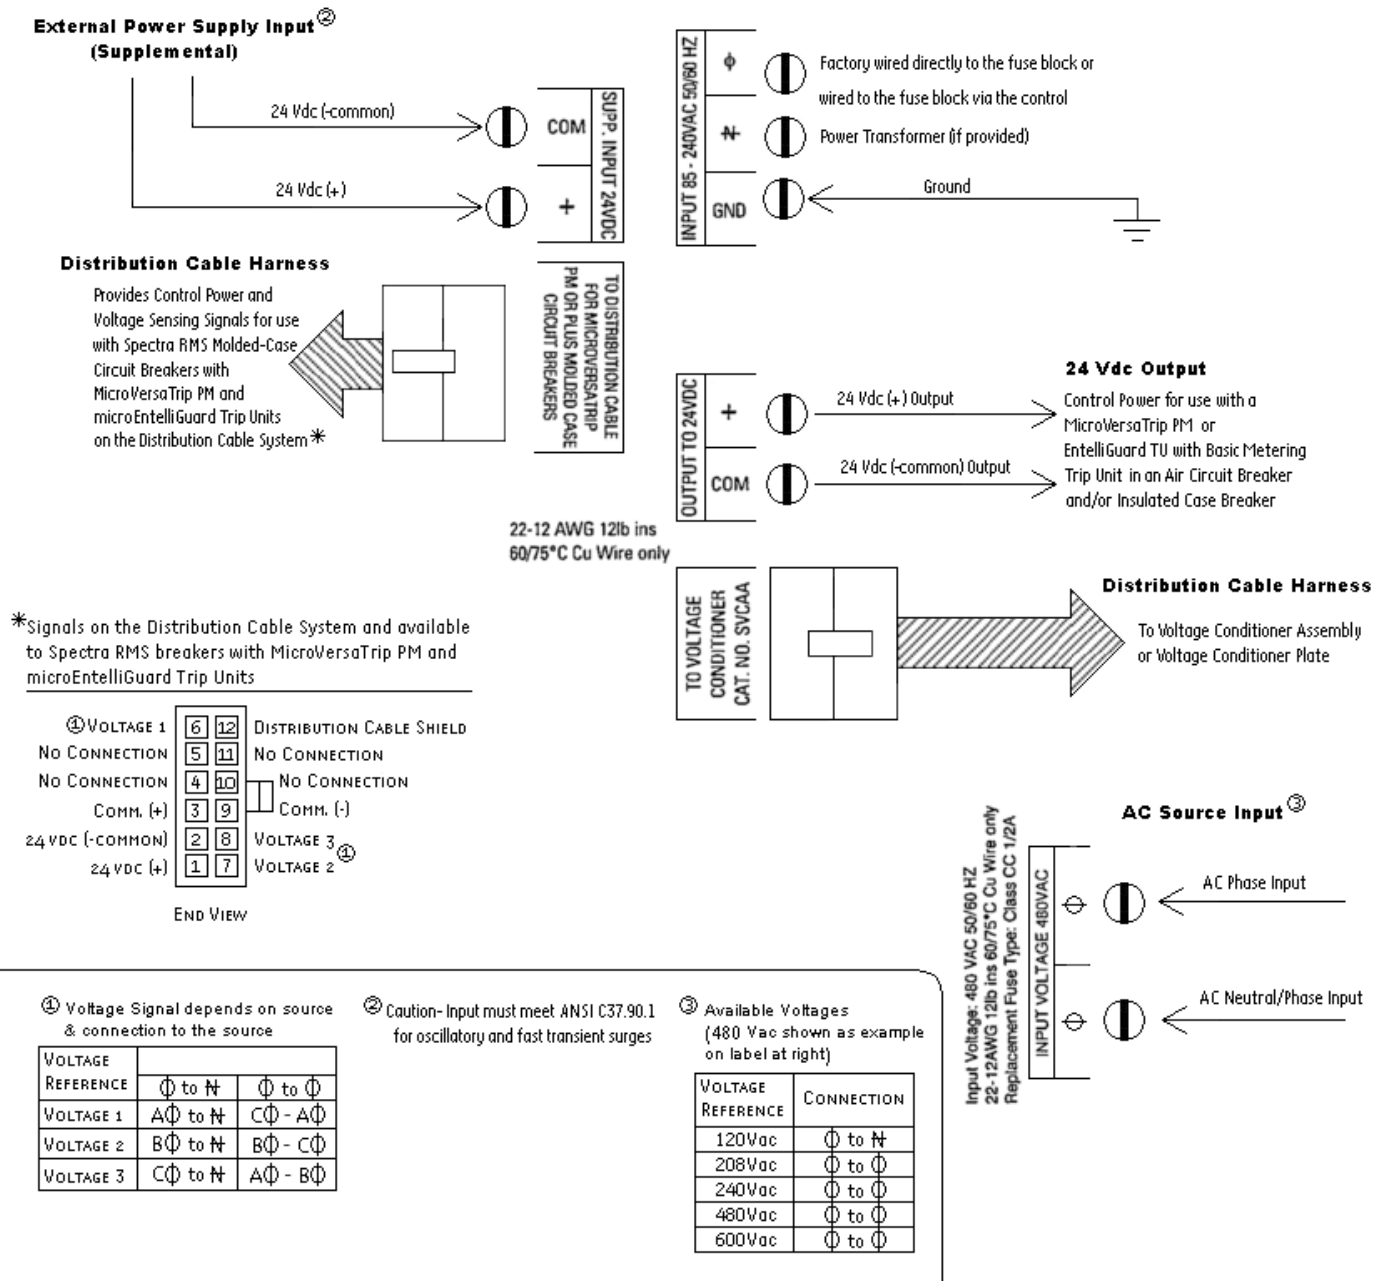 External Power Supply Input ②
(Supplemental)
24 Vdc (-common)
24 Vdc (+)
COM
+
SUPP. INPUT 24VDC
INPUT 85 - 240VAC 50/60 HZ
ϕ
N
GND
Factory wired directly to the fuse block or
wired to the fuse block via the control
Power Transformer (if provided)
Ground
Distribution Cable Harness
Provides Control Power and
Voltage Sensing Signals for use
with Spectra RMS Molded-Case
Circuit Breakers with
MicroVersaTrip PM and
microEntelliGuard Trip Units
on the Distribution Cable System *
TO DISTRIBUTION CABLE
FOR MICROVERSATRIP
PM OR PLUS MOLDED CASE
CIRCUIT BREAKERS
OUTPUT TO 24VDC
+
COM
24 Vdc (+) Output
24 Vdc (-common) Output
24 Vdc Output
Control Power for use with a
MicroVersaTrip PM or
EntelliGuard TU with Basic Metering
Trip Unit in an Air Circuit Breaker
and/or Insulated Case Breaker
22-12 AWG 12lb ins
60/75°C Cu Wire only
TO VOLTAGE
CONDITIONER
CAT. NO. SVCAA
Distribution Cable Harness
To Voltage Conditioner Assembly
or Voltage Conditioner Plate
*Signals on the Distribution Cable System and available
to Spectra RMS breakers with MicroVersaTrip PM and
microEntelliGuard Trip Units
① VOLTAGE 1 6 12 DISTRIBUTION CABLE SHIELD
NO CONNECTION 5 11 NO CONNECTION
NO CONNECTION 4 10 NO CONNECTION
COMM. (+) 3 9 COMM. (-)
24 VDC (-COMMON) 2 8 VOLTAGE 3
24 VDC (+) 1 7 VOLTAGE 2 ①
END VIEW
AC Source Input ③
Input Voltage: 480 VAC 50/60 HZ
22-12AWG 12lb ins 60/75°C Cu Wire only
Replacement Fuse Type: Class CC 1/2A
INPUT VOLTAGE 480VAC
ϕ
ϕ
AC Phase Input
AC Neutral/Phase Input
① Voltage Signal depends on source
& connection to the source
VOLTAGE
REFERENCE ϕ to N ϕ to ϕ
VOLTAGE 1 Aϕ to N Cϕ - Aϕ
VOLTAGE 2 Bϕ to N Bϕ - Cϕ
VOLTAGE 3 Cϕ to N Aϕ - Bϕ
② Caution- Input must meet ANSI C37.90.1
for oscillatory and fast transient surges
③ Available Voltages
(480 Vac shown as example
on label at right)
VOLTAGE
REFERENCE CONNECTION
120Vac ϕ to N
208Vac ϕ to ϕ
240Vac ϕ to ϕ
480Vac ϕ to ϕ
600Vac ϕ to ϕ